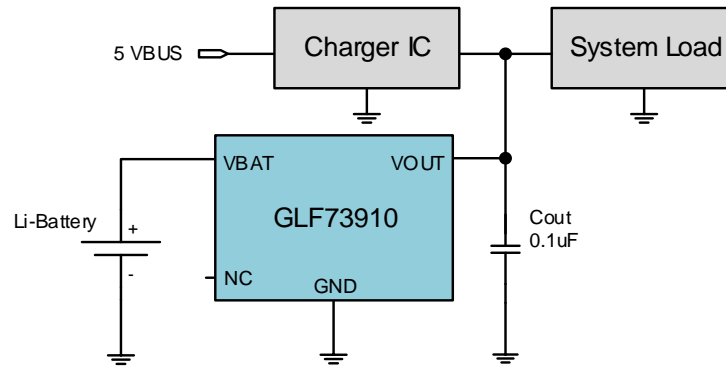 5 VBUS
Charger IC
System Load
VBAT
VOUT
GLF73910
Li-Battery
+
-
NC
GND
Cout
0.1uF